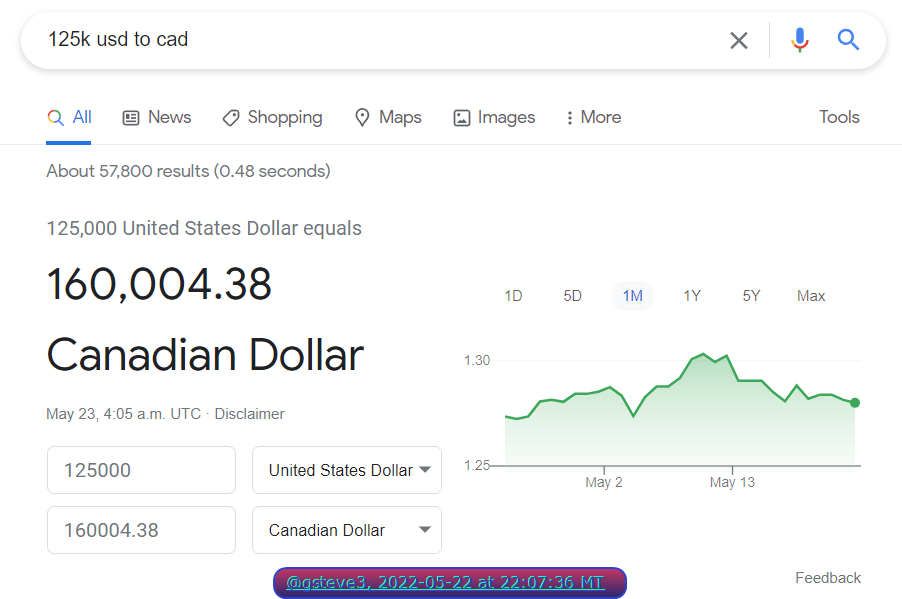 125k usd to cad
All News Shopping Maps Images More Tools
About 57,800 results (0.48 seconds)
125,000 United States Dollar equals
160,004.38
Canadian Dollar
May 23, 4:05 a.m. UTC · Disclaimer
125000 United States Dollar
160004.38 Canadian Dollar
1D 5D 1M 1Y 5Y Max
1.30
1.25
May 2 May 13
@gsteve3, 2022-05-22 at 22:07:36 MT
Feedback